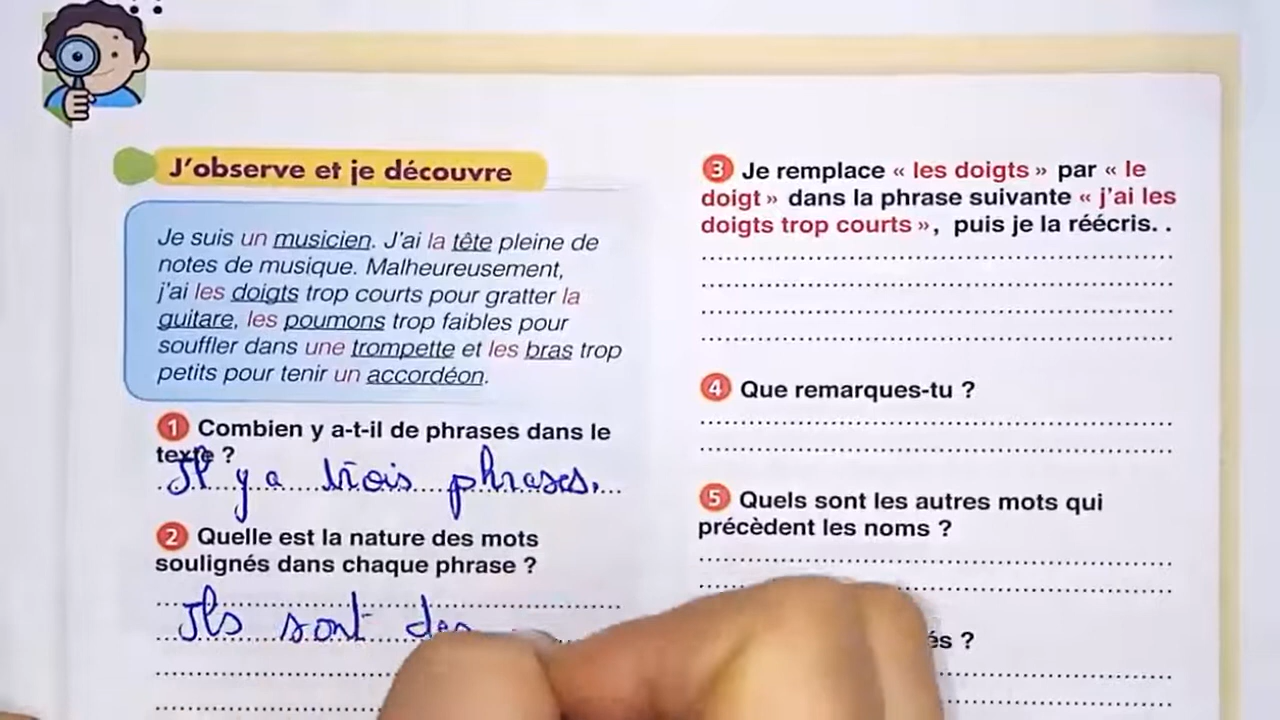 J'observe et je découvre
Je suis un musicien. J'ai la tête pleine de
notes de musique. Malheureusement,
j'ai les doigts trop courts pour gratter la
guitare, les poumons trop faibles pour
souffler dans une trompette et les bras trop
petits pour tenir un accordéon.
1 Combien y a-t-il de phrases dans le
texte ?
Il y a trois phrases.
2 Quelle est la nature des mots
soulignés dans chaque phrase ?
Ils sont des
3 Je remplace « les doigts » par « le
doigt » dans la phrase suivante « j'ai les
doigts trop courts », puis je la réécris. .
4 Que remarques-tu ?
5 Quels sont les autres mots qui
précèdent les noms ?
és ?